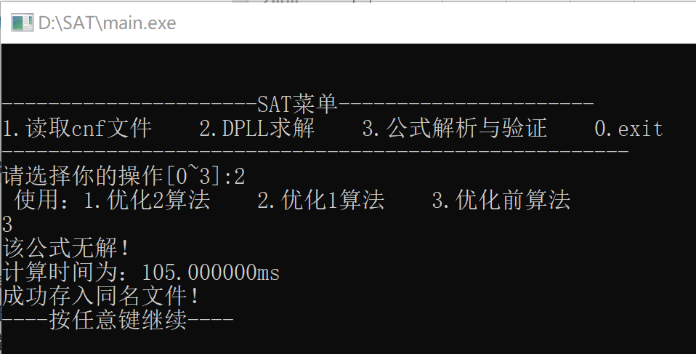 D:\SAT\main.exe
----------------------SAT菜单----------------------
1.读取cnf文件    2.DPLL求解    3.公式解析与验证    0.exit
------------------------------------------------------
请选择你的操作[0~3]:2
使用：1.优化2算法    2.优化1算法    3.优化前算法
3
该公式无解！
计算时间为：105.000000ms
成功存入同名文件！
----按任意键继续----